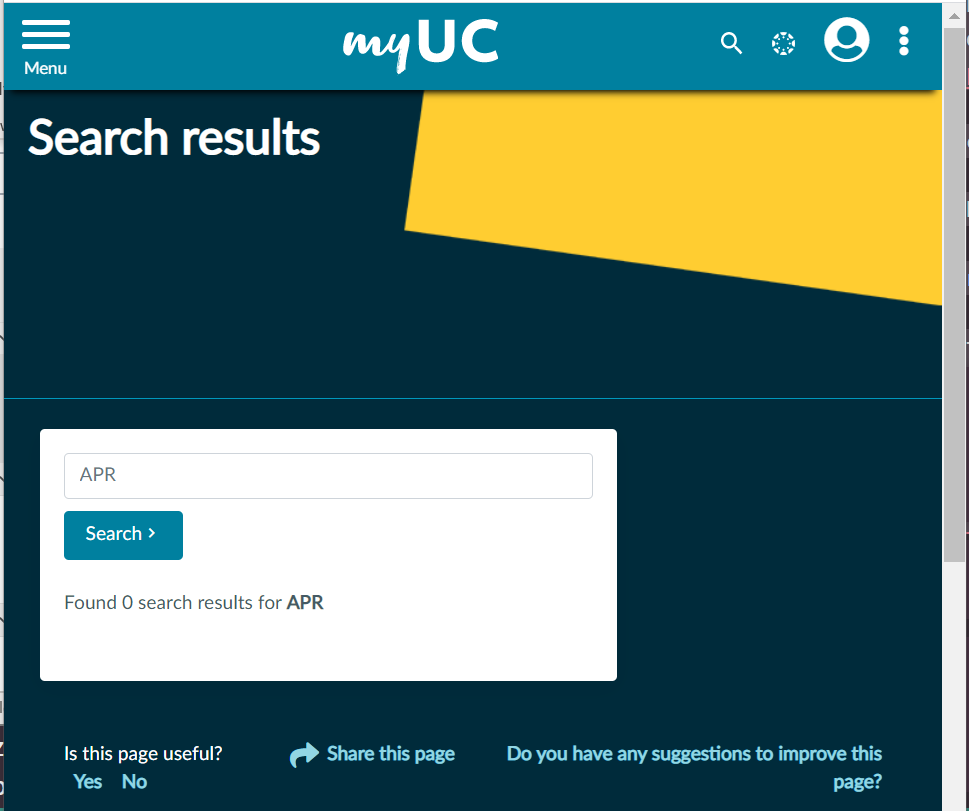 Menu
myUC
Search results
APR
Search ›
Found 0 search results for APR
Is this page useful?
Yes No
Share this page
Do you have any suggestions to improve this
page?